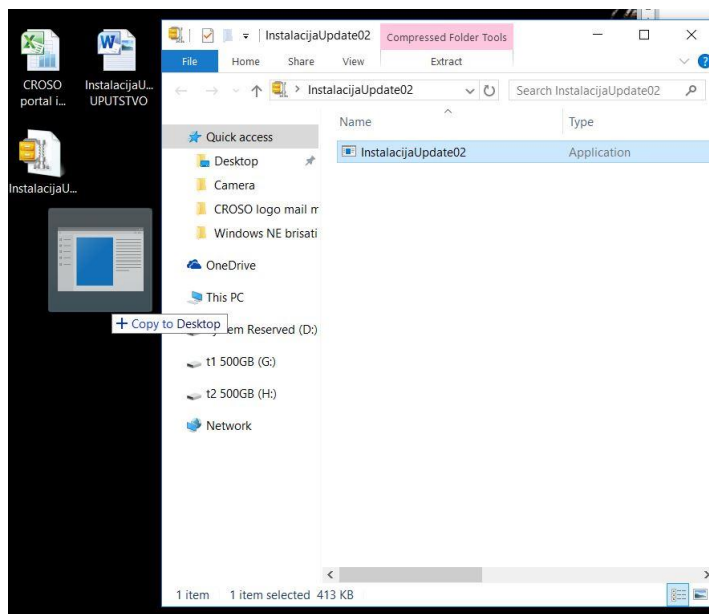 CROSO
portal i...
InstalacijaU...
UPUTSTVO
InstalacijaU...
+ Copy to Desktop
InstalacijaUpdate02
Compressed Folder Tools
File
Home
Share
View
Extract
?
> InstalacijaUpdate02
Search InstalacijaUpdate02
Name
Type
Quick access
Desktop
Camera
CROSO logo mail m
Windows NE brisati
OneDrive
This PC
em Reserved (D:)
t1 500GB (G:)
t2 500GB (H:)
Network
InstalacijaUpdate02
Application
1 item
1 item selected 413 KB